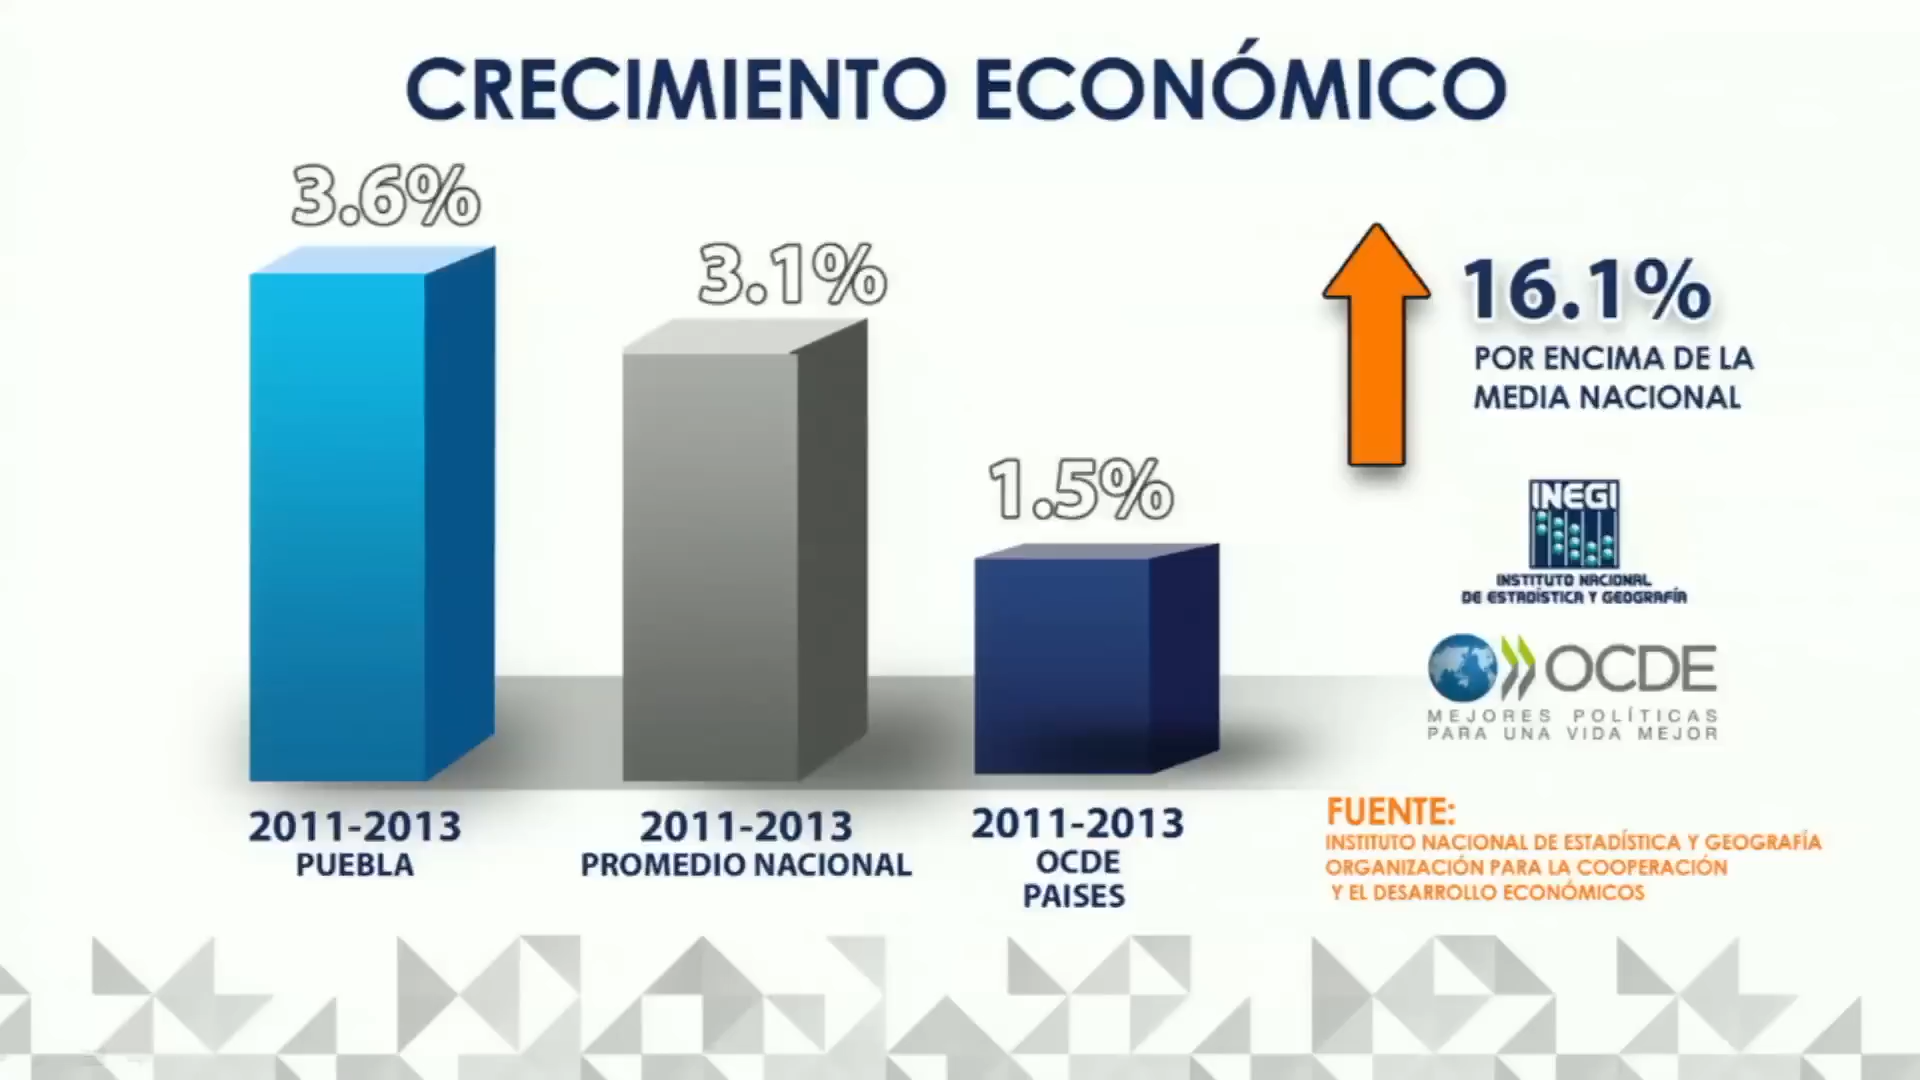 CRECIMIENTO ECONÓMICO
3.6%
3.1%
1.5%
16.1%
POR ENCIMA DE LA
MEDIA NACIONAL
INEGI
INSTITUTO NACIONAL
DE ESTADÍSTICA Y GEOGRAFÍA
OCDE
MEJORES POLÍTICAS
PARA UNA VIDA MEJOR
2011-2013
PUEBLA
2011-2013
PROMEDIO NACIONAL
2011-2013
OCDE
PAISES
FUENTE:
INSTITUTO NACIONAL DE ESTADÍSTICA Y GEOGRAFÍA
ORGANIZACIÓN PARA LA COOPERACIÓN
Y EL DESARROLLO ECONÓMICOS